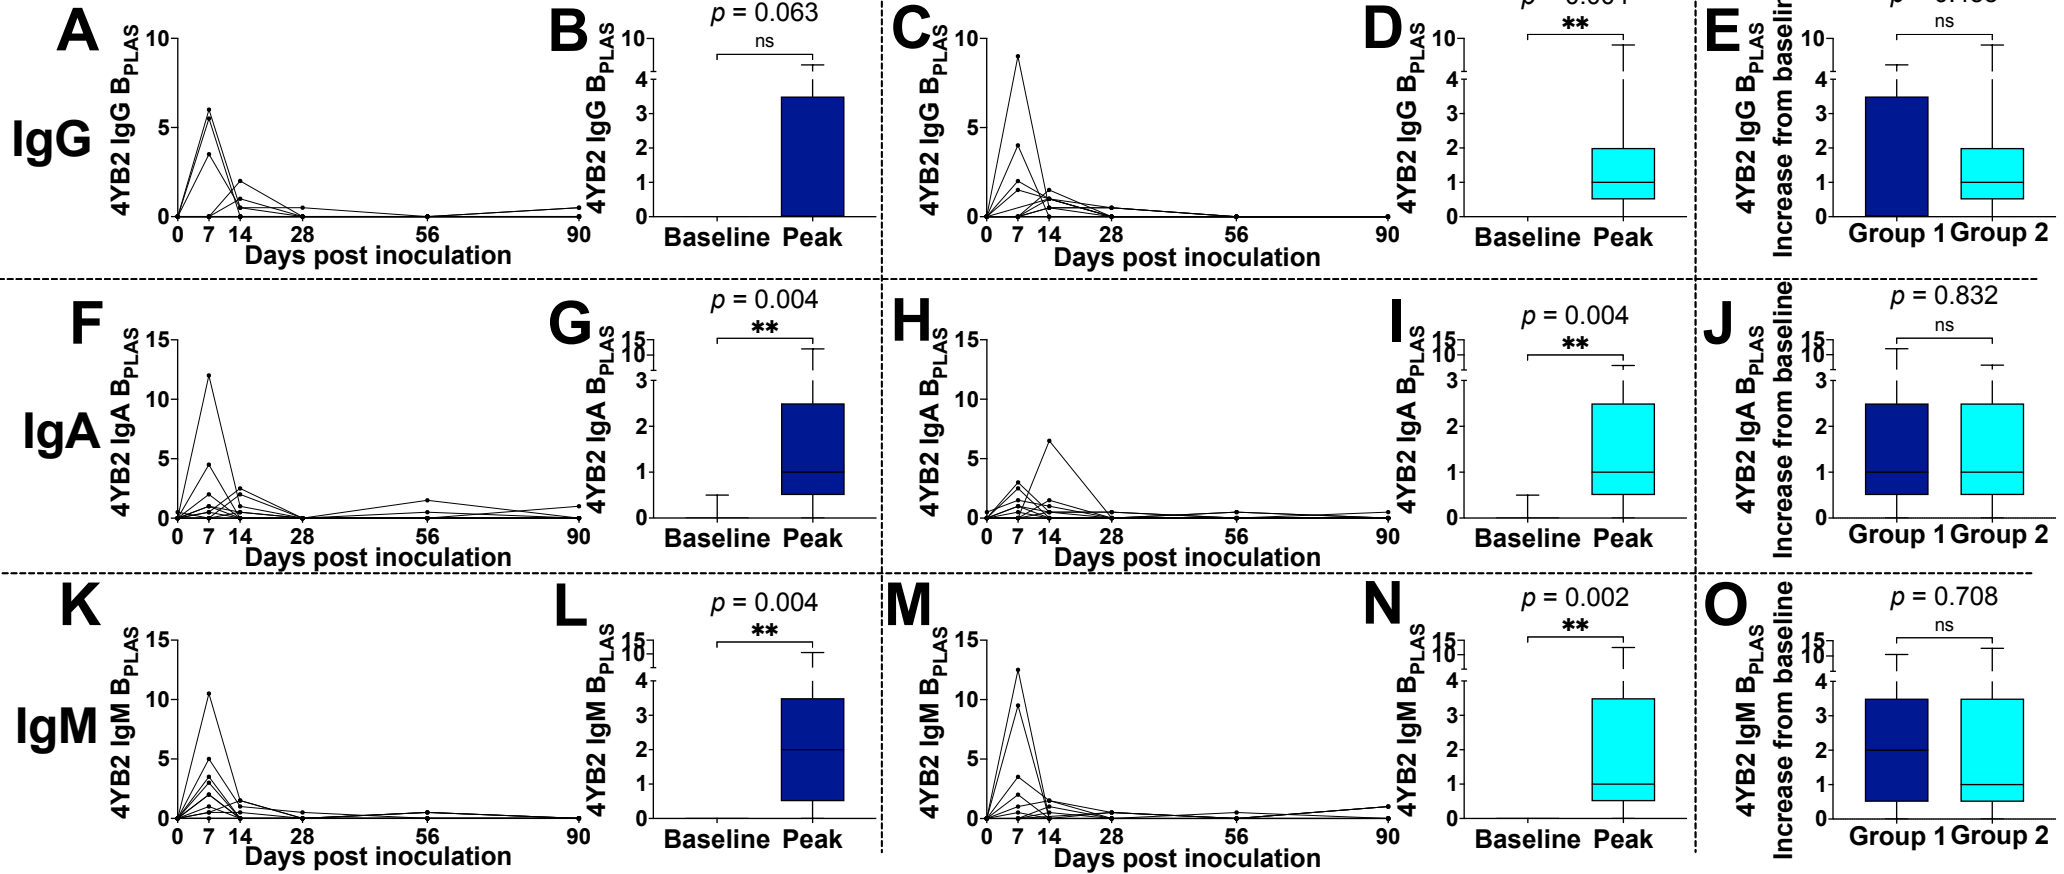 A
B
C
D
E
p = 0.063
ns
**
ns
IgG
4YB2 IgG BPLAS
10
5
0
0 7 14 28 56 90
Days post inoculation
4YB2 IgG BPLAS
10
4
3
2
1
0
Baseline Peak
4YB2 IgG BPLAS
10
5
0
0 7 14 28 56 90
Days post inoculation
4YB2 IgG BPLAS
10
4
3
2
1
0
Baseline Peak
4YB2 IgG BPLAS
Increase from baseline
10
4
3
2
1
0
Group 1 Group 2
F
G
H
I
J
p = 0.004
**
p = 0.004
**
p = 0.832
ns
IgA
4YB2 IgA BPLAS
15
10
5
0
0 7 14 28 56 90
Days post inoculation
4YB2 IgA BPLAS
15
10
3
2
1
0
Baseline Peak
4YB2 IgA BPLAS
15
10
5
0
0 7 14 28 56 90
Days post inoculation
4YB2 IgA BPLAS
15
10
3
2
1
0
Baseline Peak
4YB2 IgA BPLAS
Increase from baseline
15
10
3
2
1
0
Group 1 Group 2
K
L
M
N
O
p = 0.004
**
p = 0.002
**
p = 0.708
ns
IgM
4YB2 IgM BPLAS
15
10
5
0
0 7 14 28 56 90
Days post inoculation
4YB2 IgM BPLAS
15
10
4
3
2
1
0
Baseline Peak
4YB2 IgM BPLAS
15
10
5
0
0 7 14 28 56 90
Days post inoculation
4YB2 IgM BPLAS
15
10
4
3
2
1
0
Baseline Peak
4YB2 IgM BPLAS
Increase from baseline
15
10
4
3
2
1
0
Group 1 Group 2